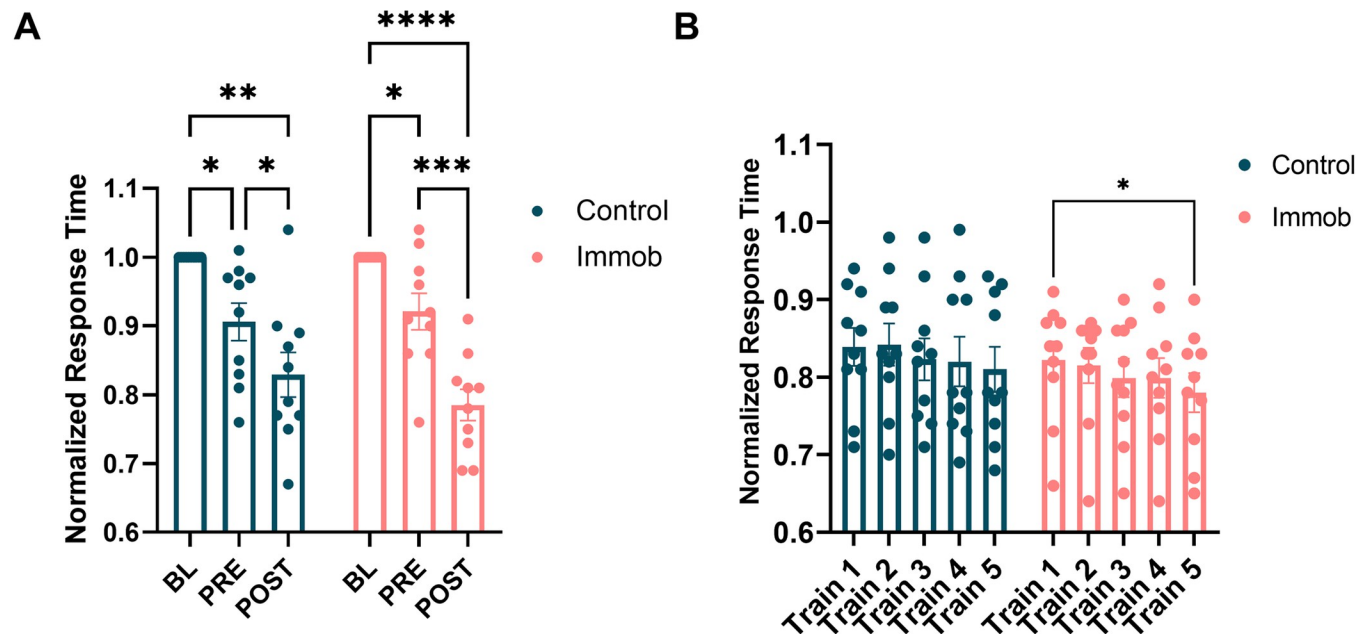 A
B
****
**
*
*
*
*
***
Normalized Response Time
1.1
1.0
0.9
0.8
0.7
0.6
BL
PRE
POST
BL
PRE
POST
Control
Immob
*
Normalized Response Time
1.1
1.0
0.9
0.8
0.7
0.6
Train 1
Train 2
Train 3
Train 4
Train 5
Train 1
Train 2
Train 3
Train 4
Train 5
Control
Immob